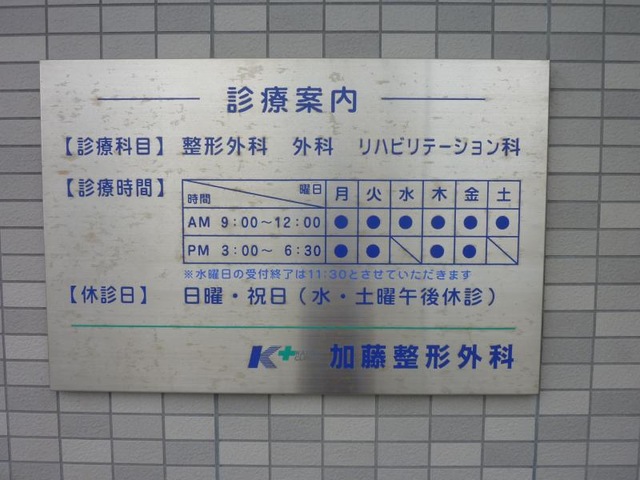 診療案内
【診療科目】 整形外科 外科 リハビリテーション科
【診療時間】
時間 曜日 月 火 水 木 金 土
AM 9:00～12:00 ● ● ● ● ● ●
PM 3:00～ 6:30 ● ● ● ●
※水曜日の受付終了は11:30とさせていただきます
【休診日】 日曜・祝日（水・土曜午後休診）
K+ 加藤整形外科